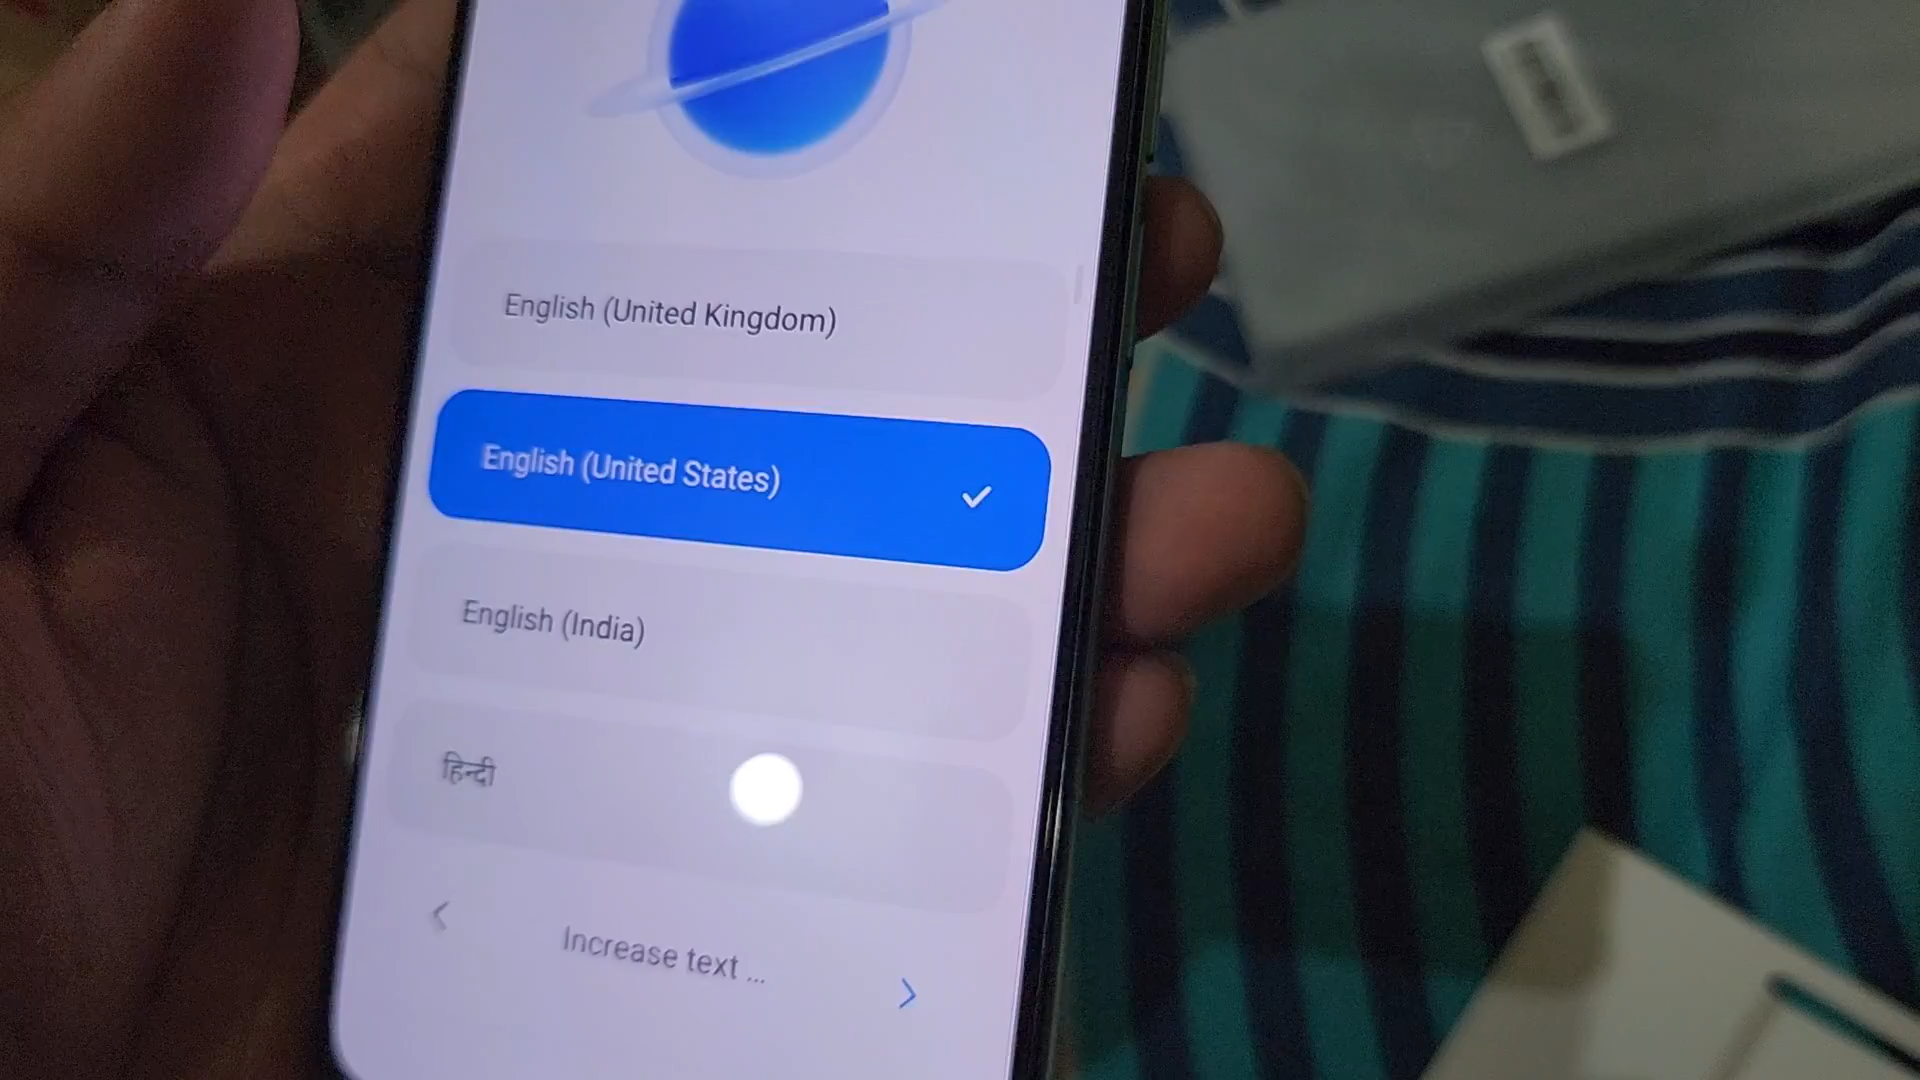 English (United Kingdom)
English (United States)
English (India)
हिन्दी
Increase text ...